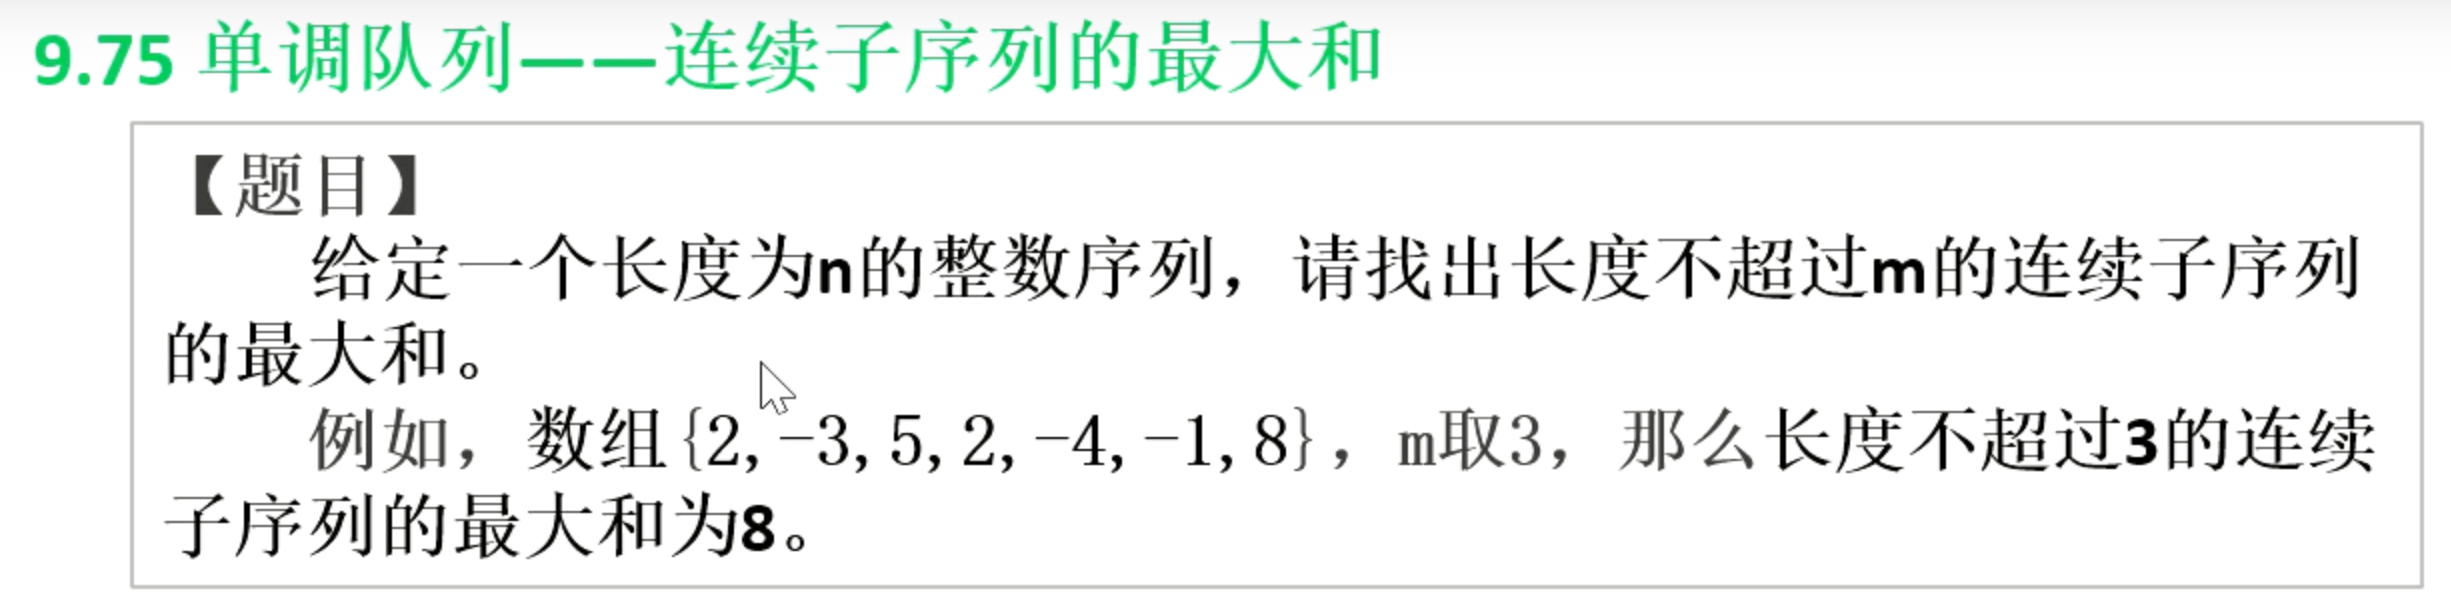 9.75 单调队列——连续子序列的最大和
【题目】
给定一个长度为n的整数序列，请找出长度不超过m的连续子序列
的最大和。
例如，数组{2,-3,5,2,-4,-1,8}，m取3，那么长度不超过3的连续
子序列的最大和为8。